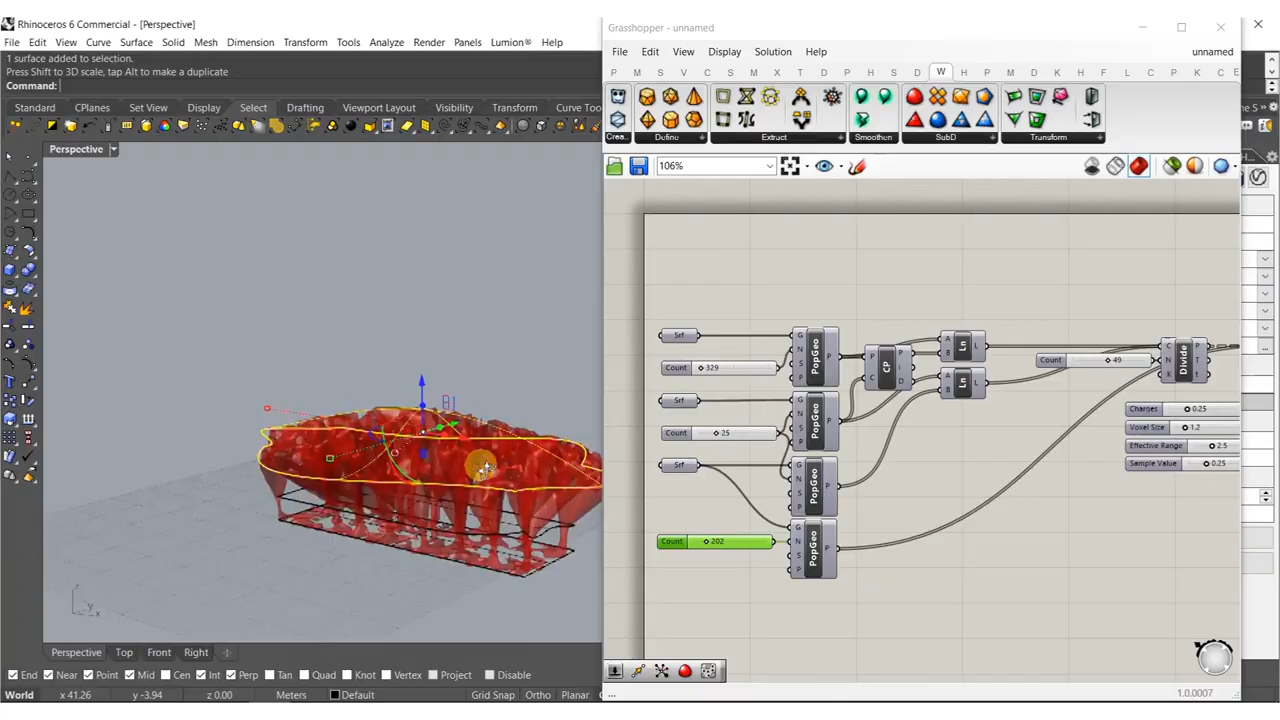 Rhinoceros 6 Commercial - [Perspective]
File Edit View Curve Surface Solid Mesh Dimension Transform Tools Analyze Render Panels Lumion® Help
1 surface added to selection.
Press Shift to 3D scale, tap Alt to make a duplicate
Command:
Standard CPlanes Set View Display Select Drafting Viewport Layout Visibility Transform Curve Too
Perspective
Grasshopper - unnamed
File Edit View Display Solution Help unnamed
P M S V C S M X T D P H S D W H P M D K H F L C P K C E
Crea... Define Extract Smoothen SubD Transform
106%
Srf
Count 329
G N S P PopGeo
P
P C CP P i D
A B Ln L
A B Ln L
Count 49
C N K Divide P T t
Srf
Count 25
G N S P PopGeo P
Srf
G N S P PopGeo P
Count 202
G N S P PopGeo P
Charges 0.25
Voxel Size 1.2
Effective Range 2.5
Sample Value 0.25
z y x
Perspective Top Front Right
End Near Point Mid Cen Int Perp Tan Quad Knot Vertex Project Disable
World x 41.26 y -3.94 z 0.00 Meters Default Grid Snap Ortho Planar
...
1.0.0007